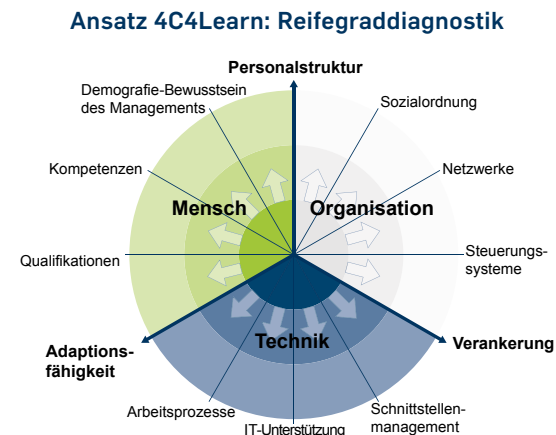 Ansatz 4C4Learn: Reifegraddiagnostik
Personalstruktur
Demografie-Bewusstsein
des Managements
Sozialordnung
Kompetenzen
Netzwerke
Mensch
Organisation
Qualifikationen
Steuerungs-
systeme
Technik
Adaptions-
fähigkeit
Verankerung
Arbeitsprozesse
IT-Unterstützung
Schnittstellen-
management